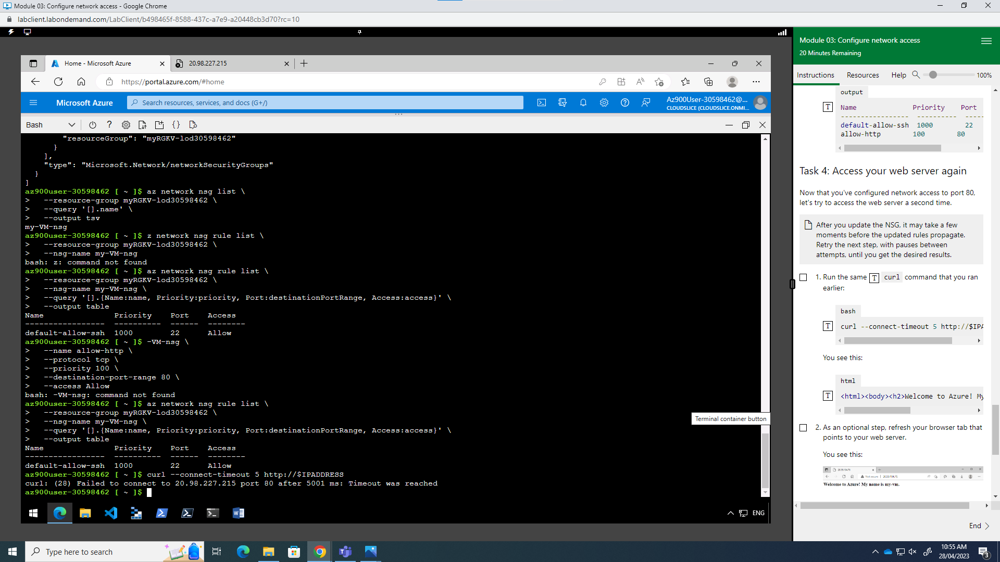 Module 03: Configure network access - Google Chrome
labclient.labondemand.com/LabClient/b498465f-8588-437c-a7e9-a20448cb3d70?rc=10
Home - Microsoft Azure
20.98.227.215
https://portal.azure.com/#home
Microsoft Azure
Search resources, services, and docs (G+/)
Az900User-30598462@...
CLOUDSLICE (CLOUDSLICE.ONMI...
Bash
"resourceGroup": "myRGKV-lod30598462"
}
],
"type": "Microsoft.Network/networkSecurityGroups"
}
]
az900user-30598462 [ ~ ]$ az network nsg list \
>   --resource-group myRGKV-lod30598462 \
>   --query '[].name' \
>   --output tsv
my-VM-nsg
az900user-30598462 [ ~ ]$ z network nsg rule list \
>   --resource-group myRGKV-lod30598462 \
>   --nsg-name my-VM-nsg
bash: z: command not found
az900user-30598462 [ ~ ]$ az network nsg rule list \
>   --resource-group myRGKV-lod30598462 \
>   --nsg-name my-VM-nsg \
>   --query '[].{Name:name, Priority:priority, Port:destinationPortRange, Access:access}' \
>   --output table
Name               Priority    Port    Access
-----------------  ----------  ------  --------
default-allow-ssh  1000        22      Allow
az900user-30598462 [ ~ ]$ -VM-nsg \
>   --name allow-http \
>   --protocol tcp \
>   --priority 100 \
>   --destination-port-range 80 \
>   --access Allow
bash: -VM-nsg: command not found
az900user-30598462 [ ~ ]$ az network nsg rule list \
>   --resource-group myRGKV-lod30598462 \
>   --nsg-name my-VM-nsg \
>   --query '[].{Name:name, Priority:priority, Port:destinationPortRange, Access:access}' \
>   --output table
Name               Priority    Port    Access
-----------------  ----------  ------  --------
default-allow-ssh  1000        22      Allow
az900user-30598462 [ ~ ]$ curl --connect-timeout 5 http://$IPADDRESS
curl: (28) Failed to connect to 20.98.227.215 port 80 after 5001 ms: Timeout was reached
az900user-30598462 [ ~ ]$
Terminal container button
ENG
Module 03: Configure network access
20 Minutes Remaining
Instructions
Resources
Help
100%
output
T
Name Priority Port
----------------- ---------- -----
default-allow-ssh 1000 22
allow-http 100 80
Task 4: Access your web server again
Now that you've configured network access to port 80,
let's try to access the web server a second time.
After you update the NSG, it may take a few
moments before the updated rules propagate.
Retry the next step, with pauses between
attempts, until you get the desired results.
1. Run the same T curl command that you ran
earlier:
bash
T
curl --connect-timeout 5 http://$IPA
You see this:
html
T
<html><body><h2>Welcome to Azure! My
2. As an optional step, refresh your browser tab that
points to your web server.
You see this:
Welcome to Azure! My name is my-vm.
End
Type here to search
10:55 AM
28/04/2023
3